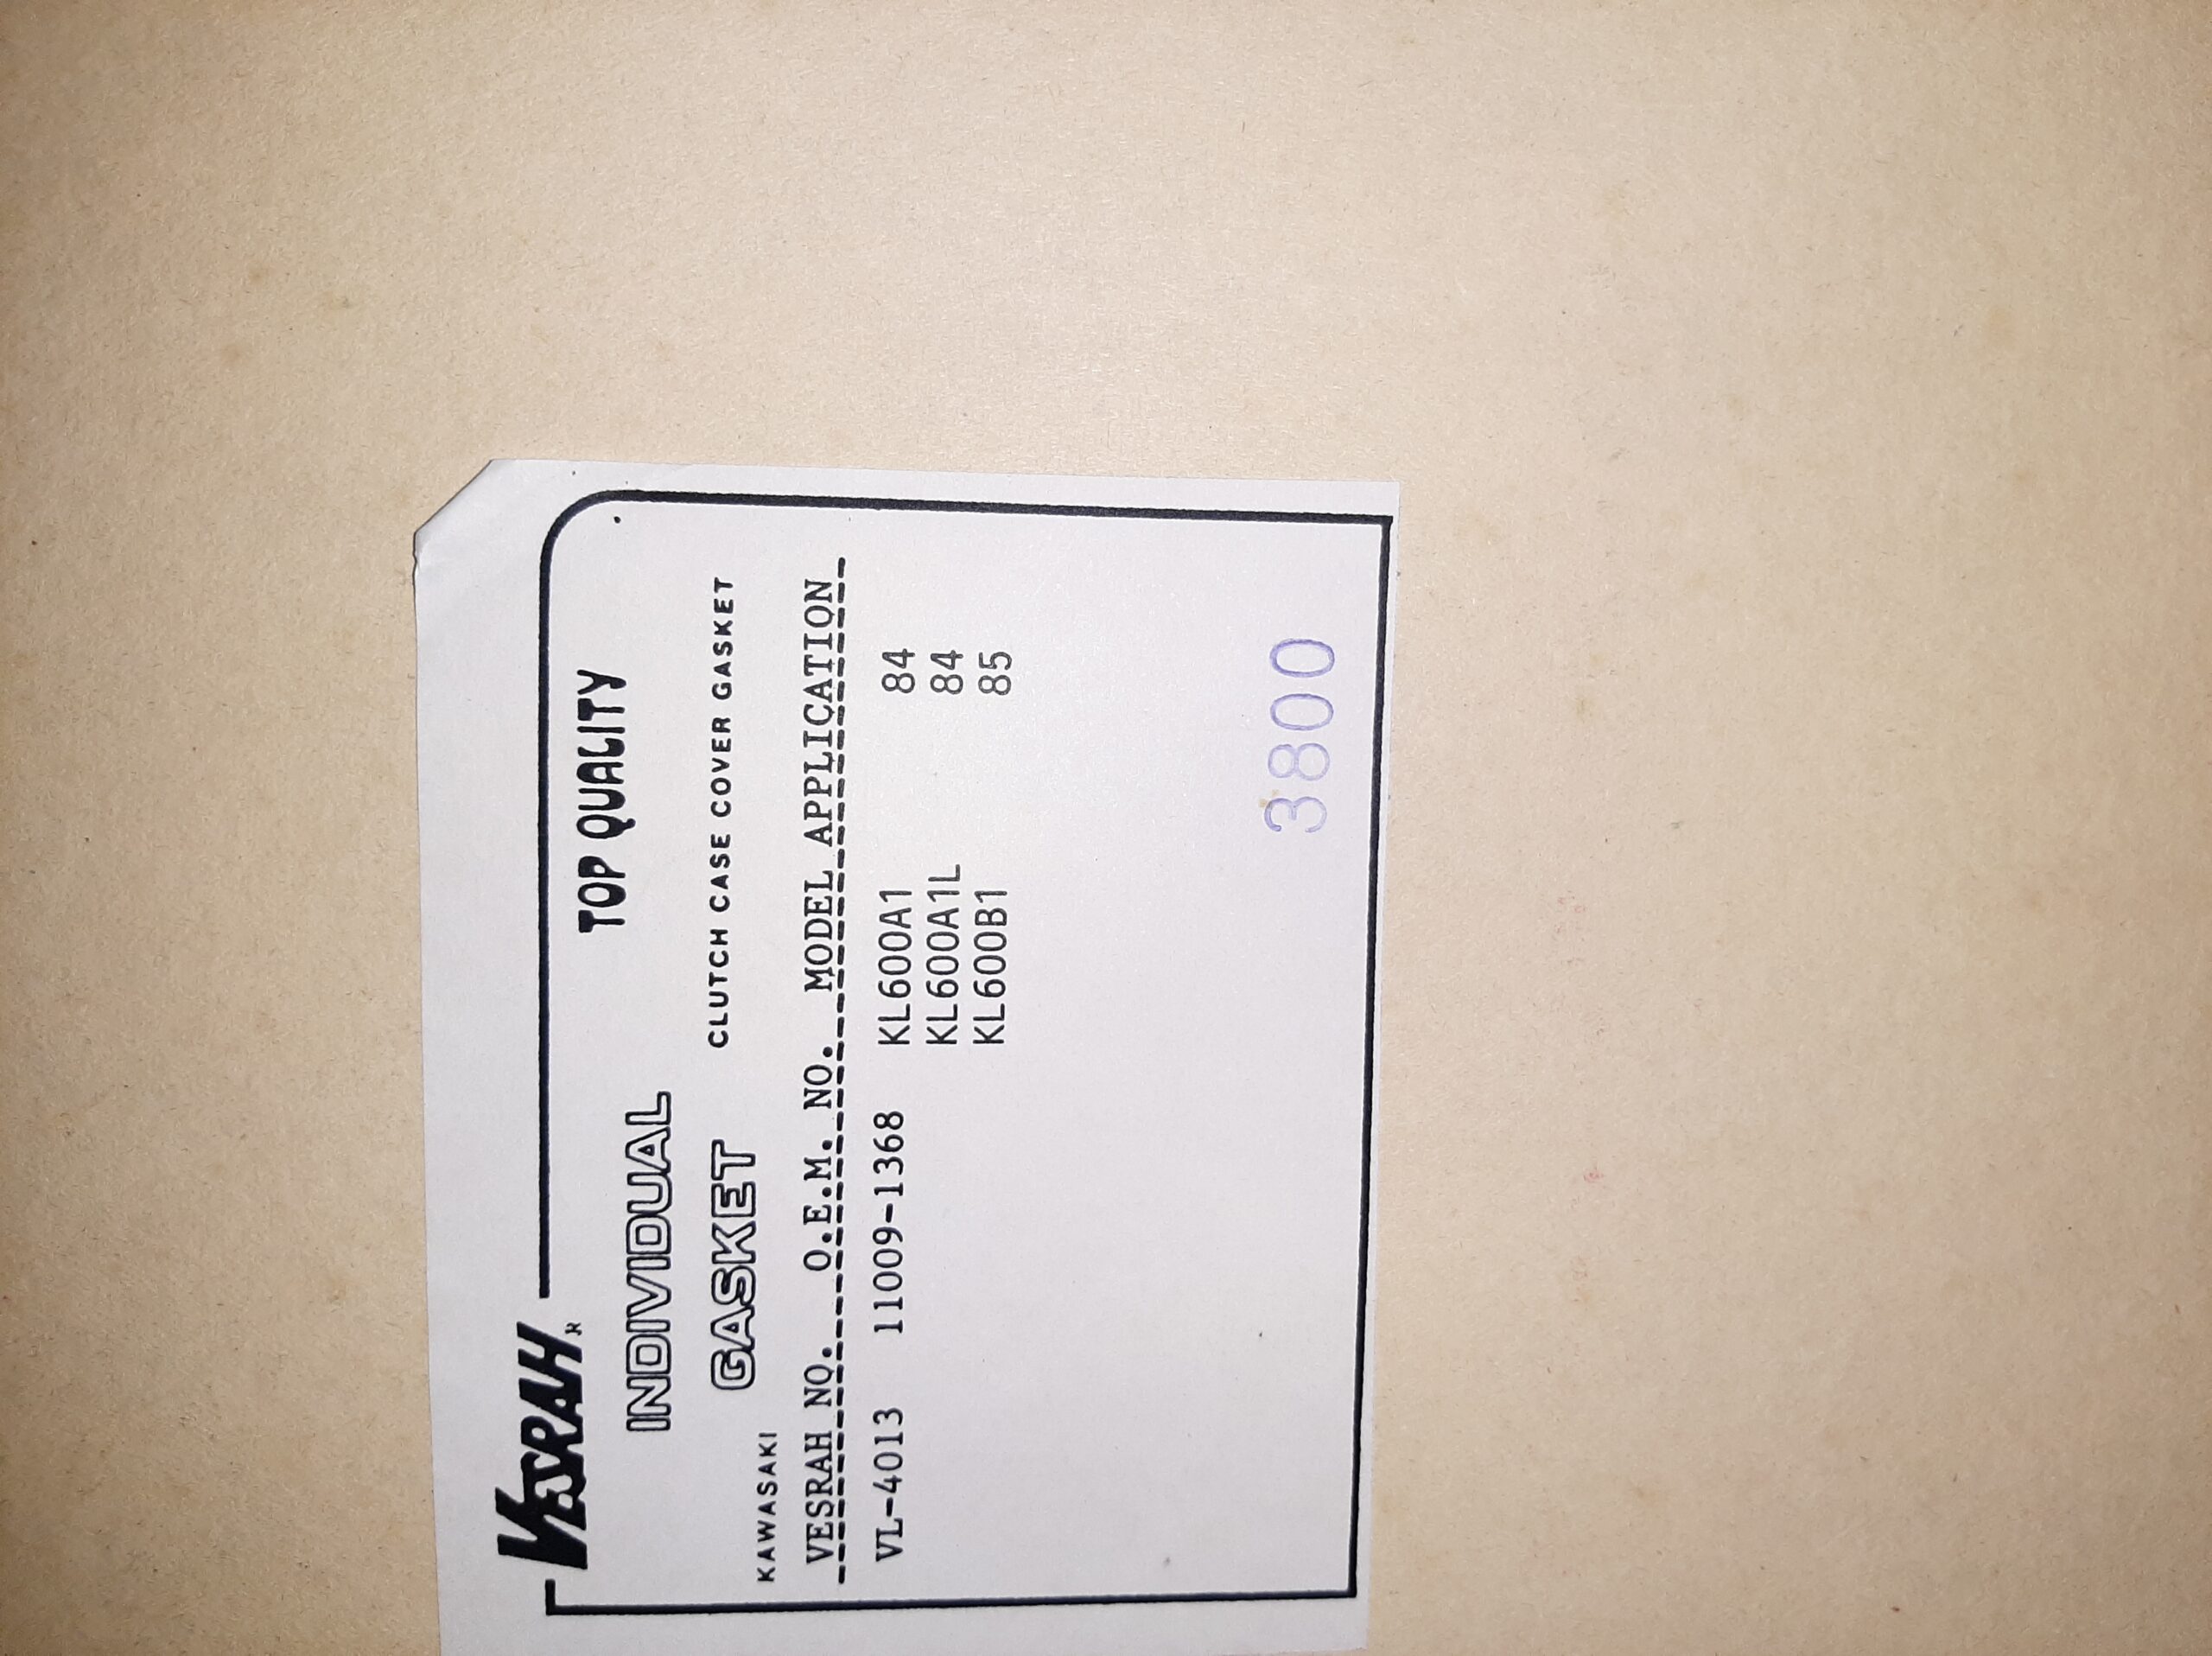 VESRAH R
TOP QUALITY
INDIVIDUAL
GASKET
CLUTCH CASE COVER GASKET
KAWASAKI
VESRAH NO. O.E.M. NO. MODEL APPLICATION
VL-4013 11009-1368 KL600A1 84
KL600A1L 84
KL600B1 85
3800